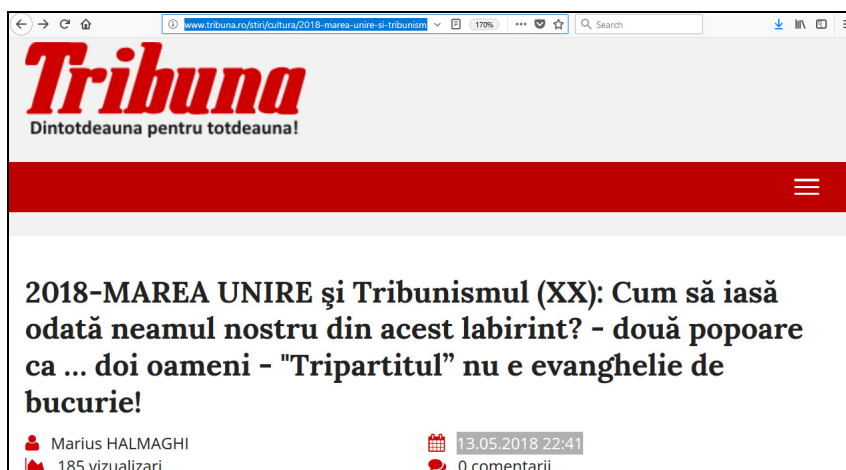 www.tribuna.ro/stiri/cultura/2018-marea-unire-si-tribunism
170%
Search
Tribuna
Dintotdeauna pentru totdeauna!
2018-MAREA UNIRE şi Tribunismul (XX): Cum să iasă
odată neamul nostru din acest labirint? - două popoare
ca ... doi oameni - "Tripartitul” nu e evanghelie de
bucurie!
Marius HALMAGHI
13.05.2018 22:41
185 vizualizari
0 comentarii